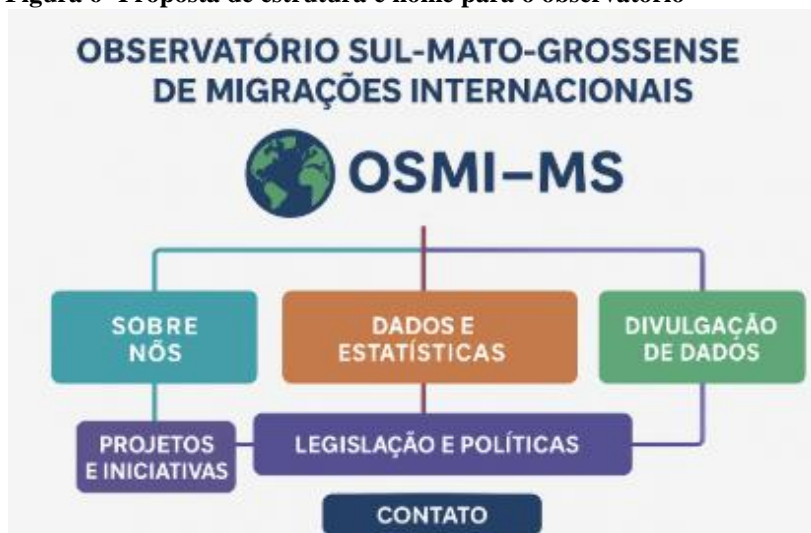 Figura 6- Proposta de estrutura e nome para o observatório
OBSERVATÓRIO SUL-MATO-GROSSENSE
DE MIGRAÇÕES INTERNACIONAIS
OSMI–MS
SOBRE
NÕS
DADOS E
ESTATÍSTICAS
DIVULGAÇÃO
DE DADOS
PROJETOS
E INICIATIVAS
LEGISLAÇÃO E POLÍTICAS
CONTATO